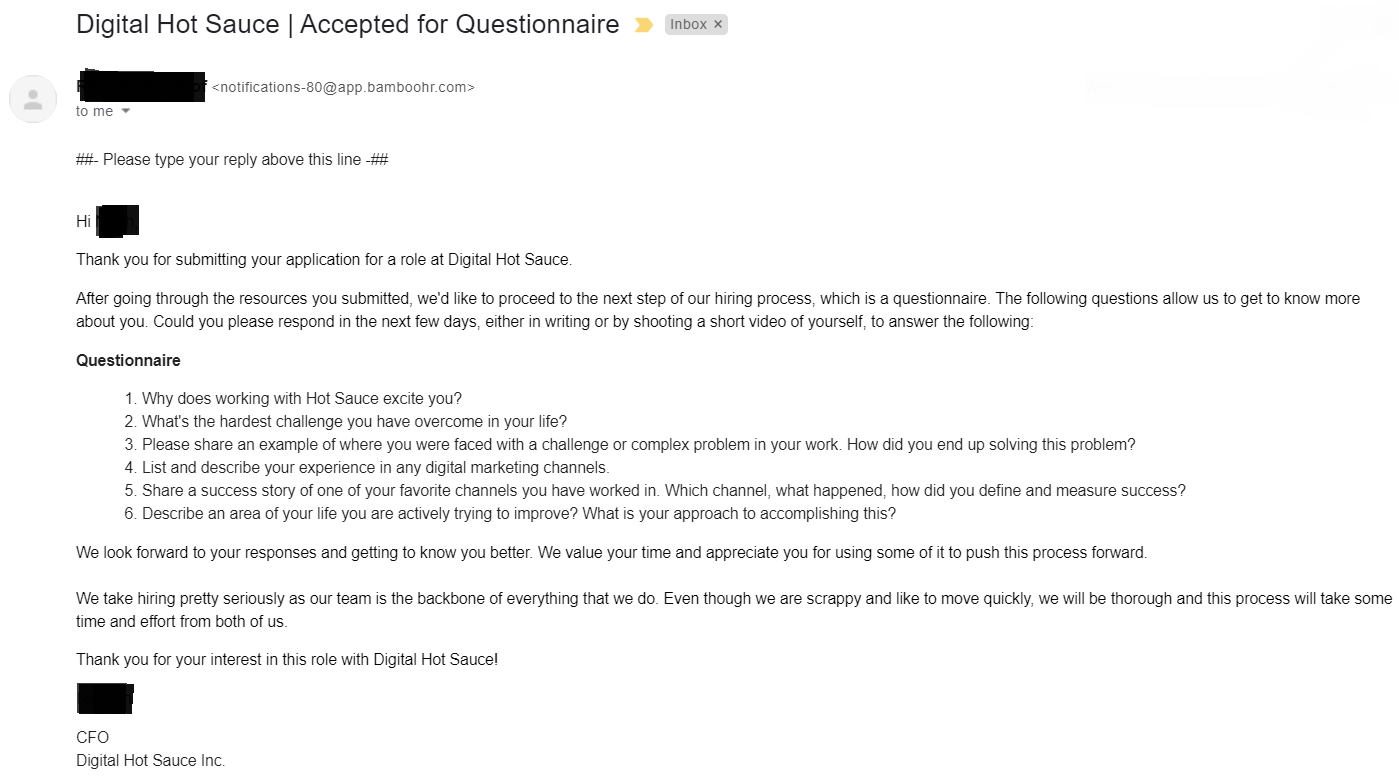 Digital Hot Sauce | Accepted for Questionnaire Inbox ×
<notifications-80@app.bamboohr.com>
to me
##- Please type your reply above this line -##
Hi
Thank you for submitting your application for a role at Digital Hot Sauce.
After going through the resources you submitted, we'd like to proceed to the next step of our hiring process, which is a questionnaire. The following questions allow us to get to know more
about you. Could you please respond in the next few days, either in writing or by shooting a short video of yourself, to answer the following:
Questionnaire
1. Why does working with Hot Sauce excite you?
2. What's the hardest challenge you have overcome in your life?
3. Please share an example of where you were faced with a challenge or complex problem in your work. How did you end up solving this problem?
4. List and describe your experience in any digital marketing channels.
5. Share a success story of one of your favorite channels you have worked in. Which channel, what happened, how did you define and measure success?
6. Describe an area of your life you are actively trying to improve? What is your approach to accomplishing this?
We look forward to your responses and getting to know you better. We value your time and appreciate you for using some of it to push this process forward.
We take hiring pretty seriously as our team is the backbone of everything that we do. Even though we are scrappy and like to move quickly, we will be thorough and this process will take some
time and effort from both of us.
Thank you for your interest in this role with Digital Hot Sauce!
CFO
Digital Hot Sauce Inc.